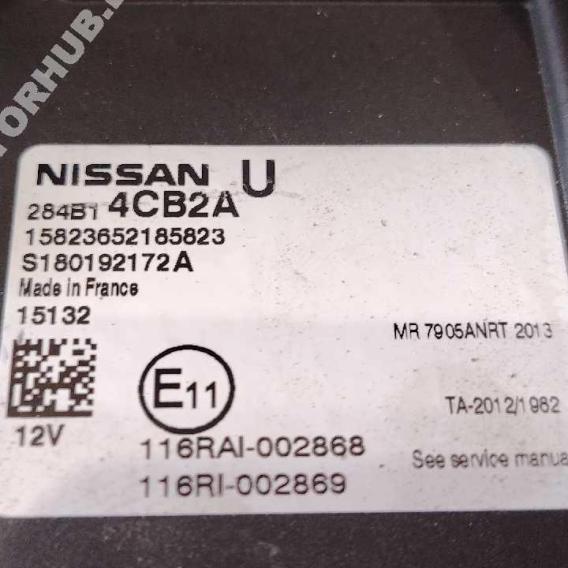 NISSAN U
284B1 4CB2A
15823652185823
S180192172A
Made in France
15132
MR 7905ANRT 2013
E11
TA-2012/1982
12V
116RAI-002868
See service manua
116RI-002869